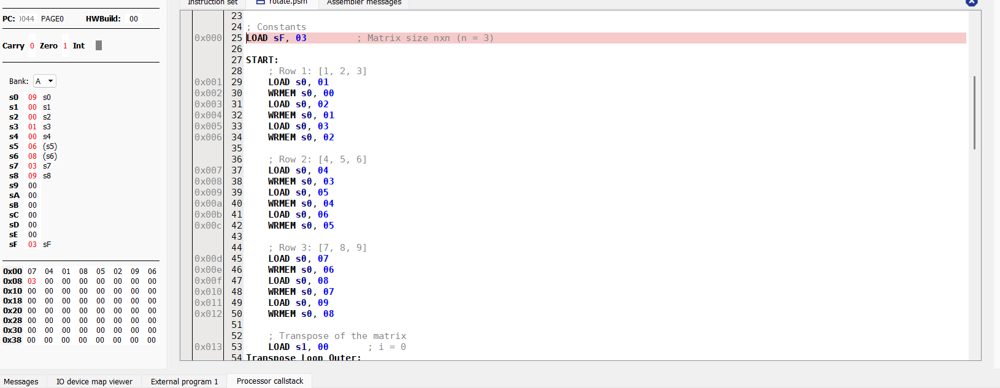 Instruction set rotate.psm Assembler messages
PC: 0044 PAGE0 HWBuild: 00
Carry 0 Zero 1 Int
Bank: A
s0 09 s0
s1 00 s1
s2 00 s2
s3 01 s3
s4 00 s4
s5 06 (s5)
s6 08 (s6)
s7 03 s7
s8 09 s8
s9 00
sA 00
sB 00
sC 00
sD 00
sE 00
sF 03 sF
0x00 07 04 01 08 05 02 09 06
0x08 03 00 00 00 00 00 00 00
0x10 00 00 00 00 00 00 00 00
0x18 00 00 00 00 00 00 00 00
0x20 00 00 00 00 00 00 00 00
0x28 00 00 00 00 00 00 00 00
0x30 00 00 00 00 00 00 00 00
0x38 00 00 00 00 00 00 00 00
23
24 ; Constants
0x000 25 LOAD sF, 03 ; Matrix size nxn (n = 3)
26
27 START:
28 ; Row 1: [1, 2, 3]
0x001 29 LOAD s0, 01
0x002 30 WRMEM s0, 00
0x003 31 LOAD s0, 02
0x004 32 WRMEM s0, 01
0x005 33 LOAD s0, 03
0x006 34 WRMEM s0, 02
35
36 ; Row 2: [4, 5, 6]
0x007 37 LOAD s0, 04
0x008 38 WRMEM s0, 03
0x009 39 LOAD s0, 05
0x00a 40 WRMEM s0, 04
0x00b 41 LOAD s0, 06
0x00c 42 WRMEM s0, 05
43
44 ; Row 3: [7, 8, 9]
0x00d 45 LOAD s0, 07
0x00e 46 WRMEM s0, 06
0x00f 47 LOAD s0, 08
0x010 48 WRMEM s0, 07
0x011 49 LOAD s0, 09
0x012 50 WRMEM s0, 08
51
52 ; Transpose of the matrix
0x013 53 LOAD s1, 00 ; i = 0
54 Transpose_Loop_Outer:
Messages IO device map viewer External program 1 Processor callstack